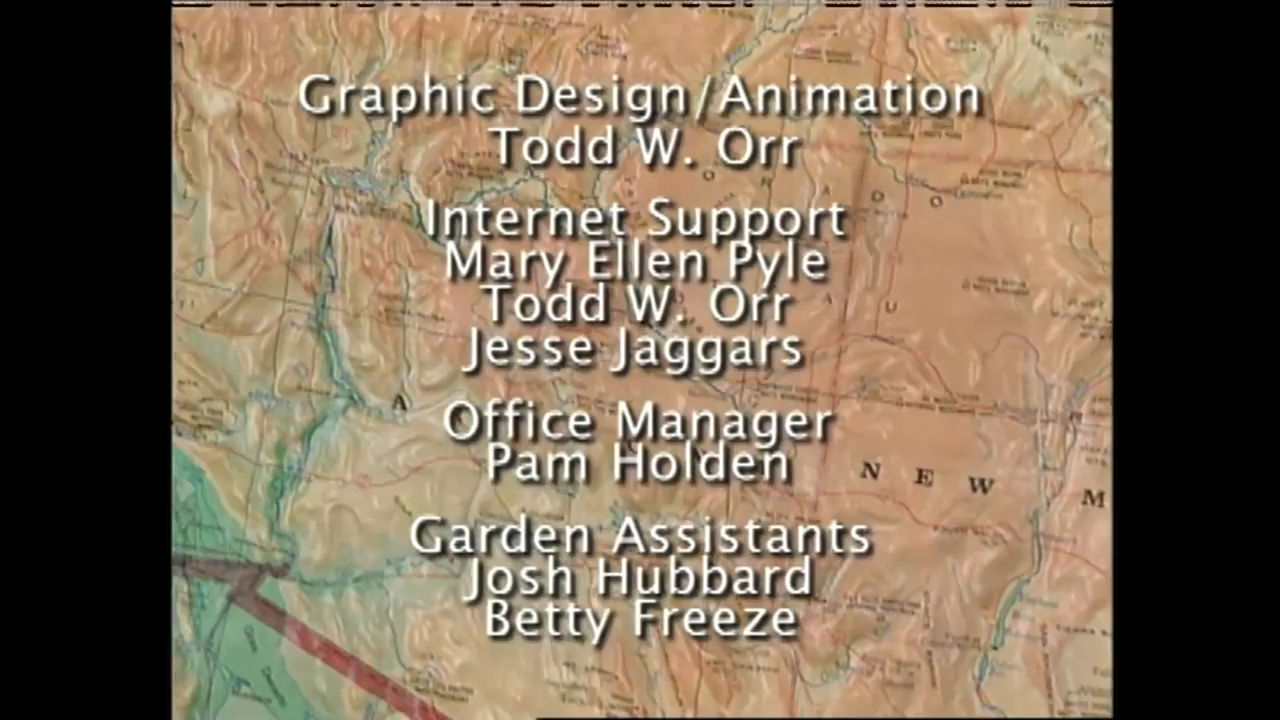 Graphic Design/Animation
Todd W. Orr
Internet Support
Mary Ellen Pyle
Todd W. Orr
Jesse Jaggars
Office Manager
Pam Holden
N E W M
Garden Assistants
Josh Hubbard
Betty Freeze